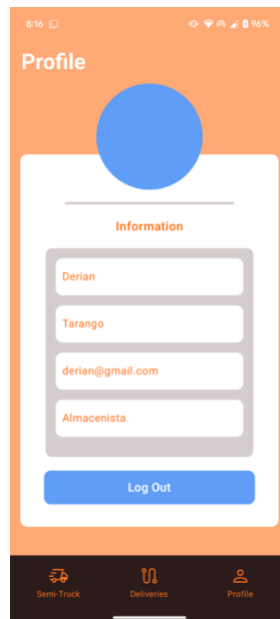 8:16
96%
Profile
Information
Derian
Tarango
derian@gmail.com
Almacenista
Log Out
Semi-Truck
Deliveries
Profile